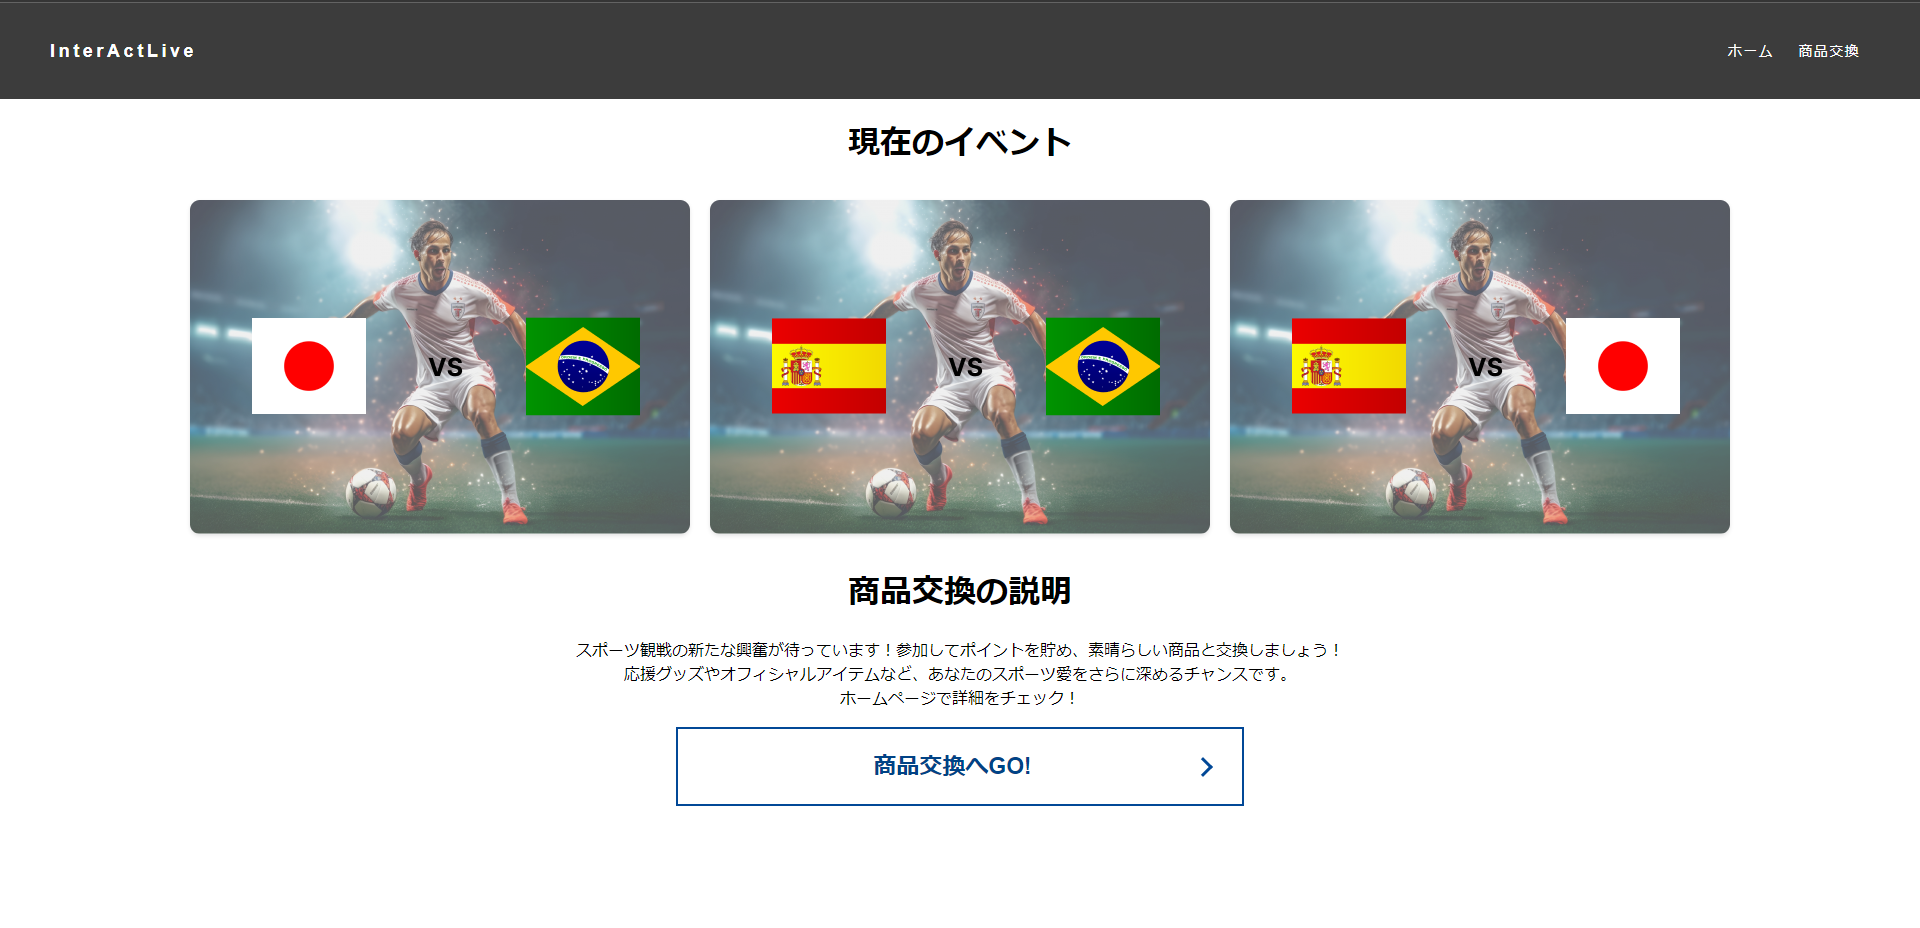 InterActLive
ホーム 商品交換
現在のイベント
VS
VS
VS
商品交換の説明
スポーツ観戦の新たな興奮が待っています！参加してポイントを貯め、素晴らしい商品と交換しましょう！
応援グッズやオフィシャルアイテムなど、あなたのスポーツ愛をさらに深めるチャンスです。
ホームページで詳細をチェック！
商品交換へGO!